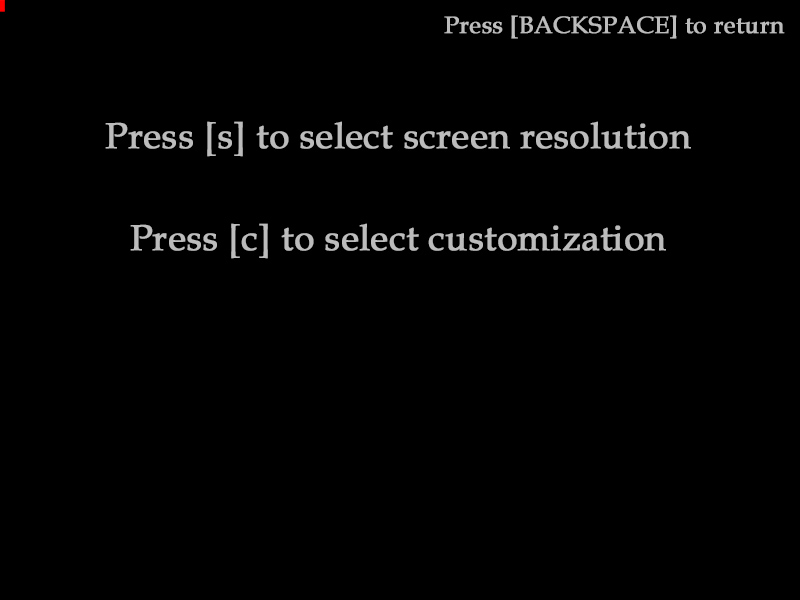 Press [BACKSPACE] to return
Press [s] to select screen resolution
Press [c] to select customization